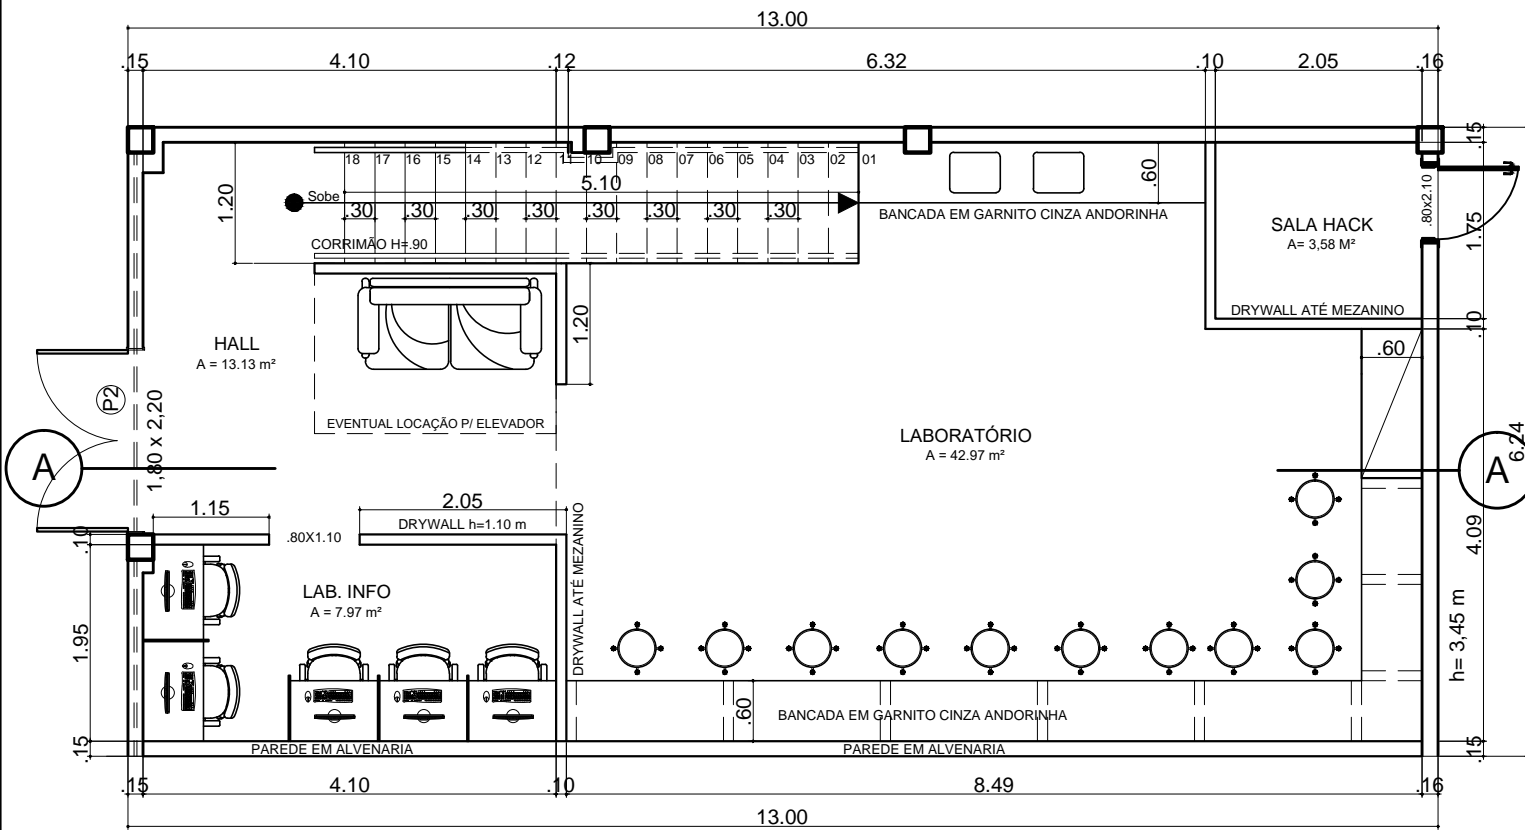 13.00
.15 4.10 .12 6.32 .10 2.05 .16
18 17 16 15 14 13 12 11 10 09 08 07 06 05 04 03 02 01
5.10
Sobe
.30 .30 .30 .30 .30 .30 .30 .30
1.20
CORRIMÃO H=.90
.60
BANCADA EM GARNITO CINZA ANDORINHA
SALA HACK
A= 3,58 M²
.80x2.10
.15
1.75
DRYWALL ATÉ MEZANINO
.10
.60
1.20
HALL
A = 13.13 m²
P2
1,80 x 2,20
EVENTUAL LOCAÇÃO P/ ELEVADOR
LABORATÓRIO
A = 42.97 m²
A
A
6.24
4.09
1.15
2.05
DRYWALL h=1.10 m
.80X1.10
.10
LAB. INFO
A = 7.97 m²
DRYWALL ATÉ MEZANINO
1.95
h= 3,45 m
.60
BANCADA EM GARNITO CINZA ANDORINHA
.15
PAREDE EM ALVENARIA
PAREDE EM ALVENARIA
.15
.15 4.10 .10 8.49 .16
13.00